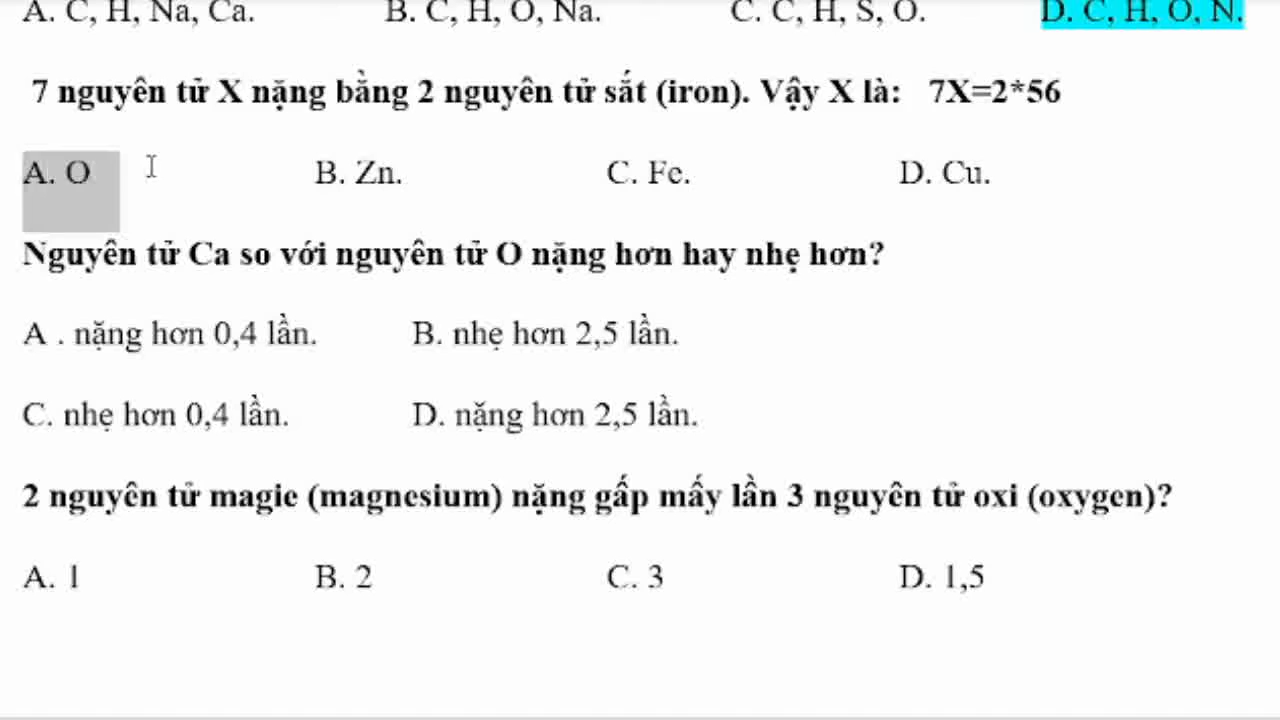 A. C, H, Na, Ca. B. C, H, O, Na. C. C, H, S, O. D. C, H, O, N.
7 nguyên tử X nặng bằng 2 nguyên tử sắt (iron). Vậy X là: 7X=2*56
A. O B. Zn. C. Fe. D. Cu.
Nguyên tử Ca so với nguyên tử O nặng hơn hay nhẹ hơn?
A . nặng hơn 0,4 lần. B. nhẹ hơn 2,5 lần.
C. nhẹ hơn 0,4 lần. D. nặng hơn 2,5 lần.
2 nguyên tử magie (magnesium) nặng gấp mấy lần 3 nguyên tử oxi (oxygen)?
A. 1 B. 2 C. 3 D. 1,5